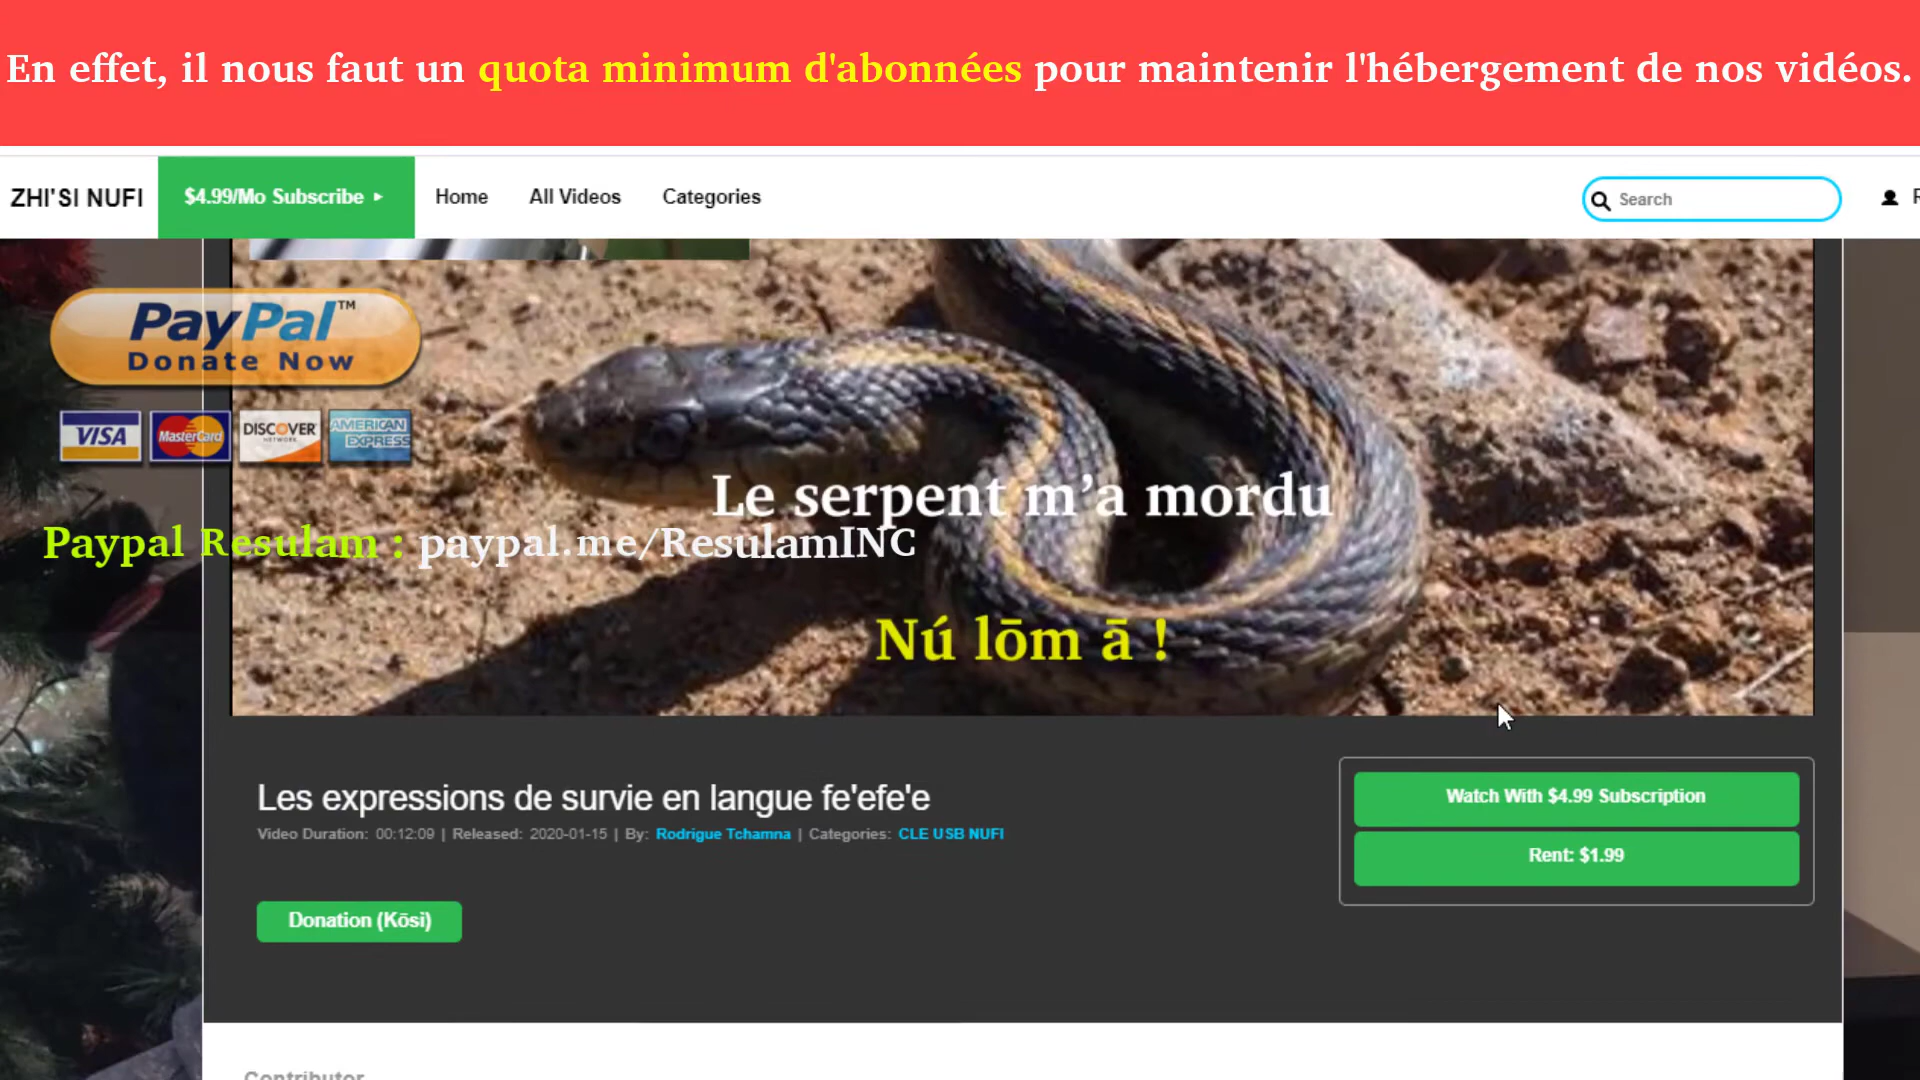 En effet, il nous faut un quota minimum d'abonnées pour maintenir l'hébergement de nos vidéos.
ZHI'SI NUFI
$4.99/Mo Subscribe
Home
All Videos
Categories
Search
PayPal™
Donate Now
VISA
MasterCard
DISCOVER
NETWORK
AMERICAN EXPRESS
Le serpent m’a mordu
Paypal Resulam : paypal.me/ResulamINC
Nú lōm ā !
Les expressions de survie en langue fe'efe'e
Video Duration: 00:12:09 | Released: 2020-01-15 | By: Rodrigue Tchamna | Categories: CLE USB NUFI
Watch With $4.99 Subscription
Rent: $1.99
Donation (Kōsi)
Contributor